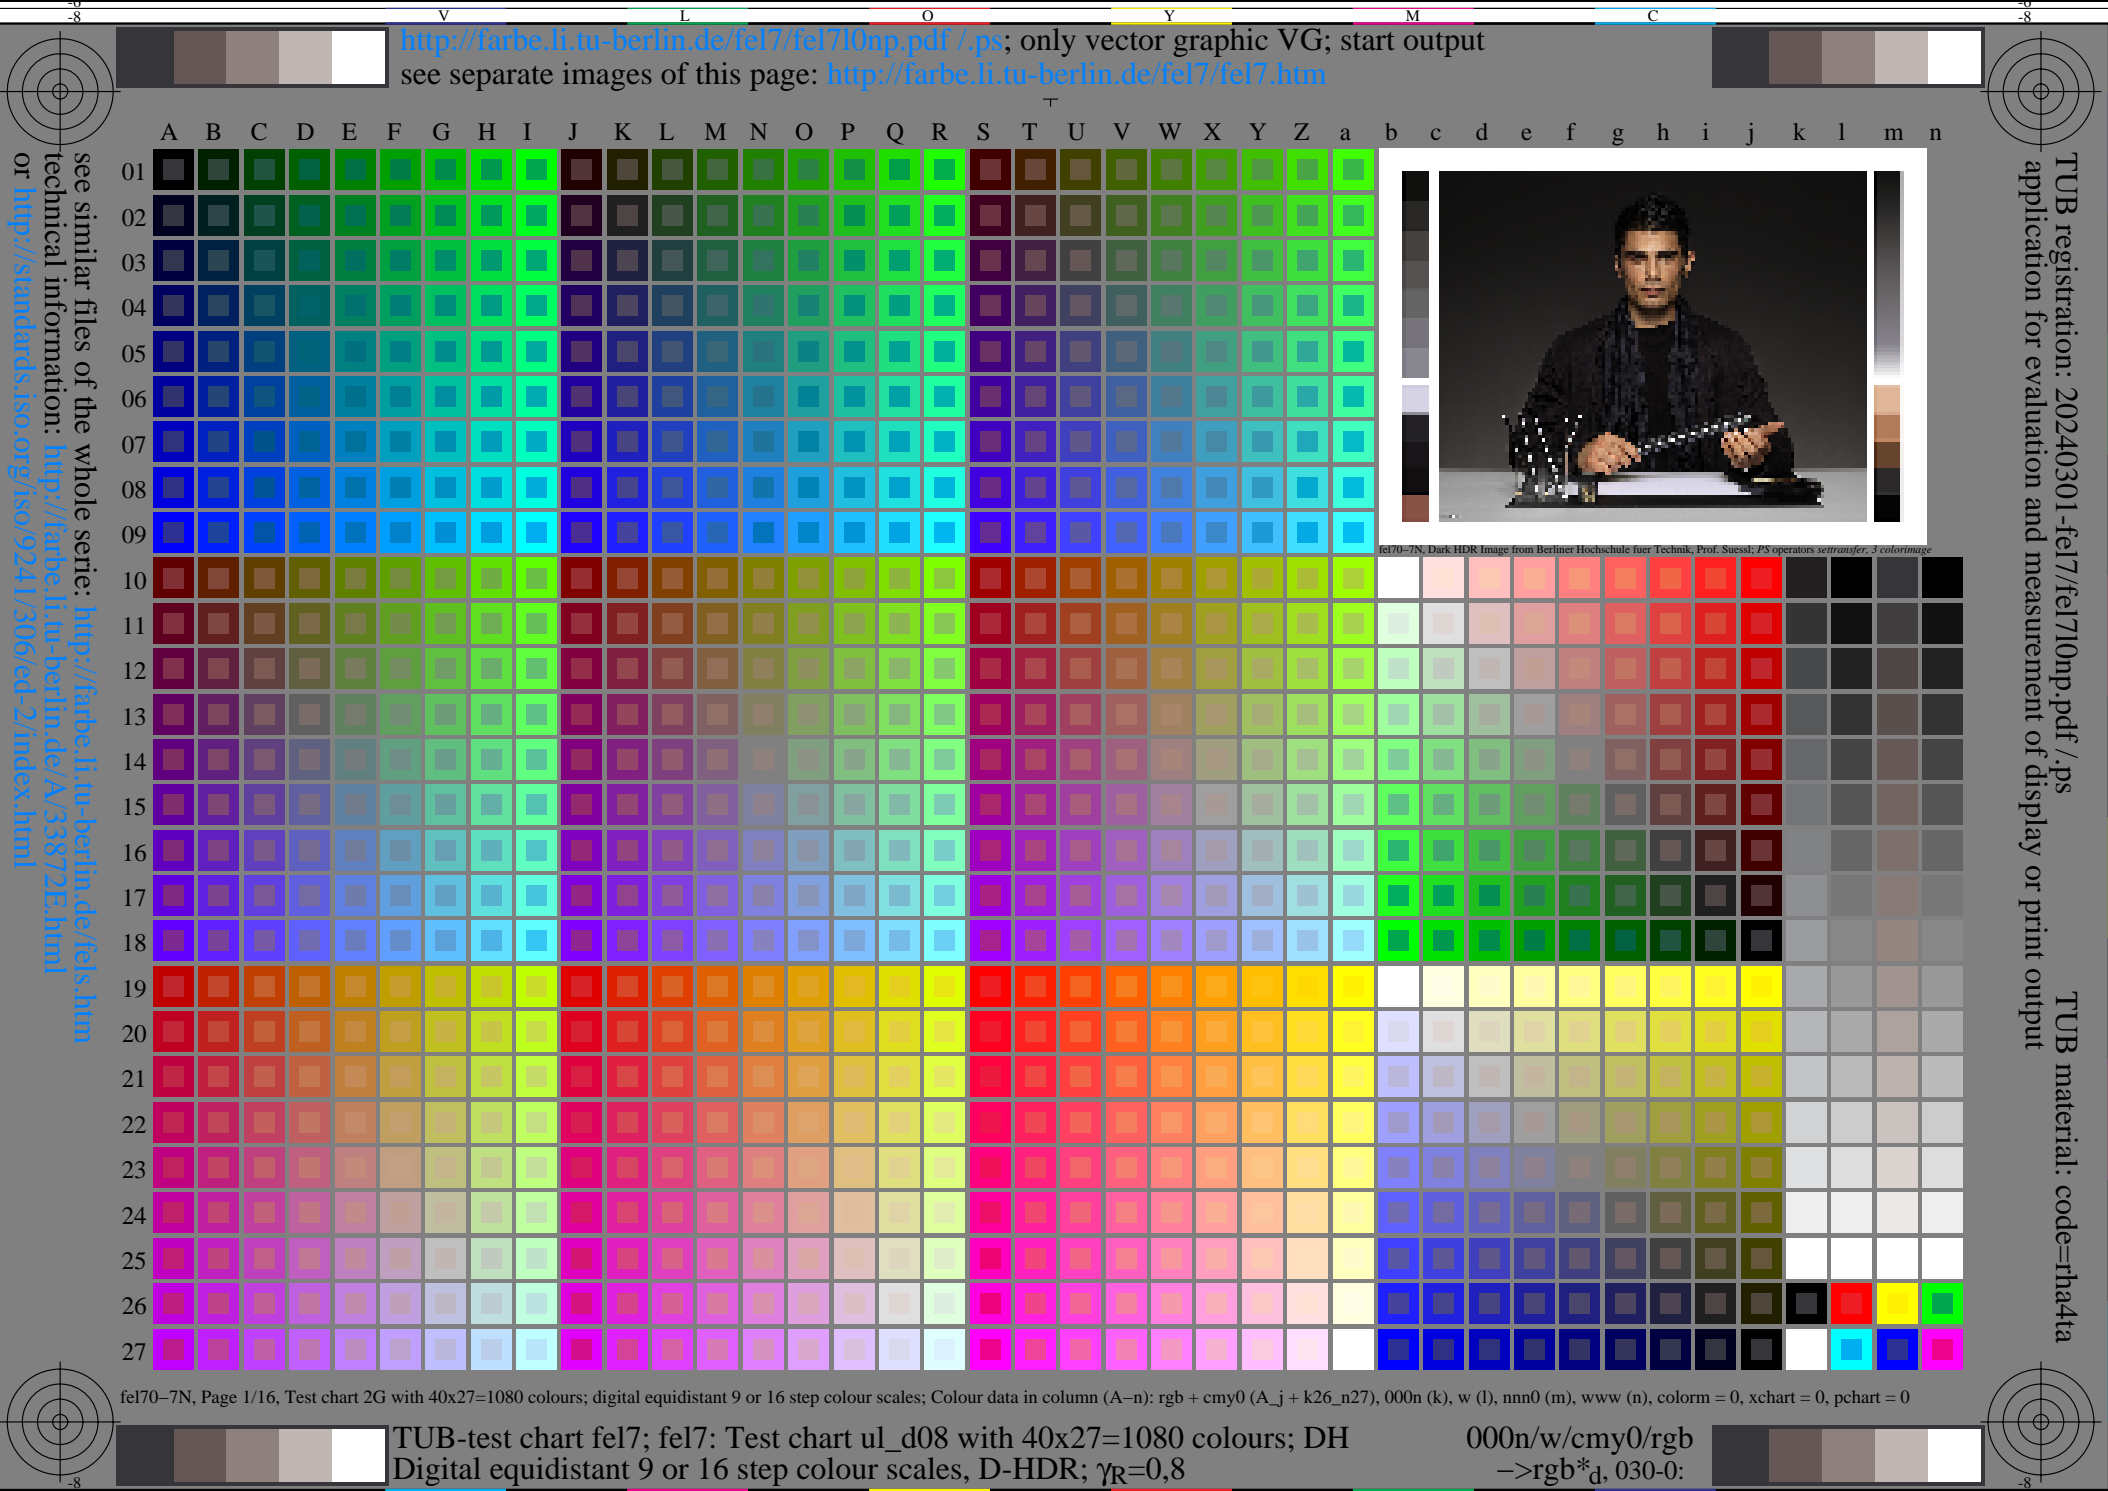 -6
-6
-8
V
L
O
Y
M
C
-8
http://farbe.li.tu-berlin.de/fel7/fel7l0np.pdf /.ps; only vector graphic VG; start output
see separate images of this page: http://farbe.li.tu-berlin.de/fel7/fel7.htm
A B C D E F G H I J K L M N O P Q R S T U V W X Y Z a b c d e f g h i j k l m n
01
02
03
04
05
06
07
08
09
fel70–7N, Dark HDR Image from Berliner Hochschule fuer Technik, Prof. Suessl; PS operators settransfer, 3 colorimage
10
11
12
13
14
15
16
17
18
19
20
21
22
23
24
25
26
27
see similar files of the whole serie: http://farbe.li.tu-berlin.de/fels.htm
technical information: http://farbe.li.tu-berlin.de/A/33872E.html
or http://standards.iso.org/iso/9241/306/ed-2/index.html
TUB registration: 20240301-fel7/fel7l0np.pdf /.ps
application for evaluation and measurement of display or print output
TUB material: code=rha4ta
fel70–7N, Page 1/16, Test chart 2G with 40x27=1080 colours; digital equidistant 9 or 16 step colour scales; Colour data in column (A–n): rgb + cmy0 (A_j + k26_n27), 000n (k), w (l), nnn0 (m), www (n), colorm = 0, xchart = 0, pchart = 0
TUB-test chart fel7; fel7: Test chart ul_d08 with 40x27=1080 colours; DH
Digital equidistant 9 or 16 step colour scales, D-HDR; γR=0,8
000n/w/cmy0/rgb
–>rgb*d, 030-0:
-8
-8